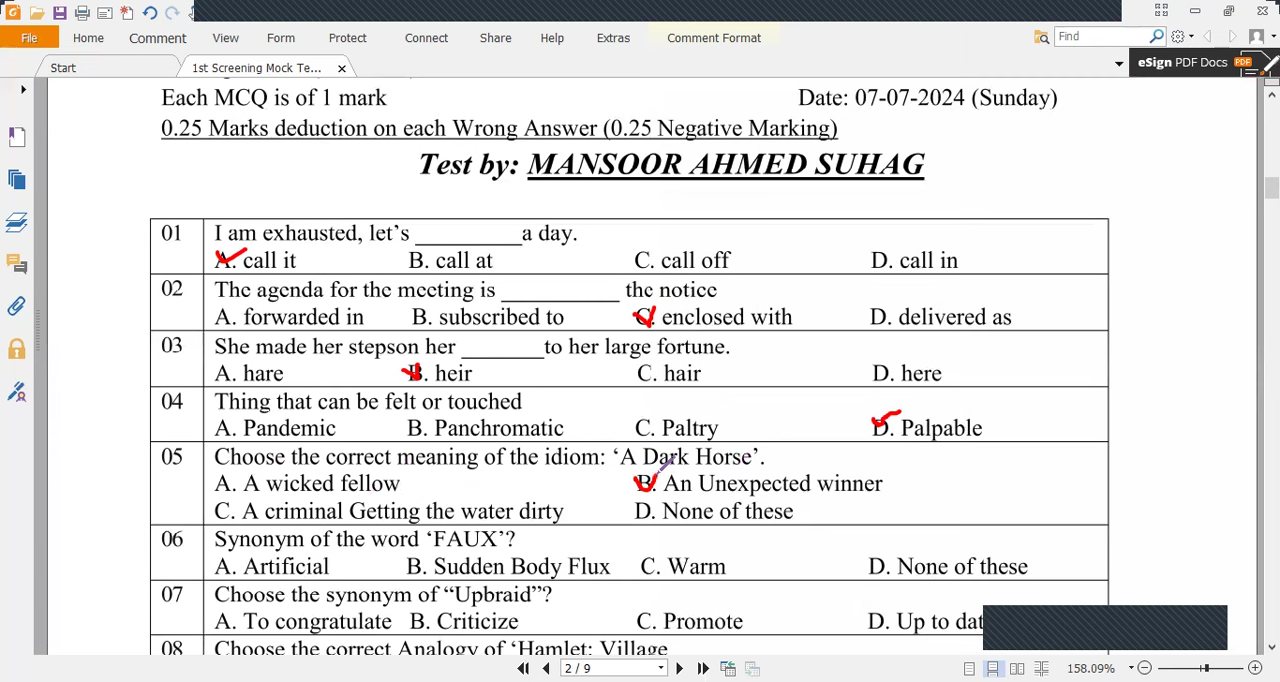 File Home Comment View Form Protect Connect Share Help Extras Comment Format Find
Start 1st Screening Mock Te... eSign PDF Docs PDF
Each MCQ is of 1 mark Date: 07-07-2024 (Sunday)
0.25 Marks deduction on each Wrong Answer (0.25 Negative Marking)
Test by: MANSOOR AHMED SUHAG
01 I am exhausted, let's _________ a day.
A. call it B. call at C. call off D. call in
02 The agenda for the meeting is __________ the notice
A. forwarded in B. subscribed to C. enclosed with D. delivered as
03 She made her stepson her _______to her large fortune.
A. hare B. heir C. hair D. here
04 Thing that can be felt or touched
A. Pandemic B. Panchromatic C. Paltry D. Palpable
05 Choose the correct meaning of the idiom: ‘A Dark Horse’.
A. A wicked fellow B. An Unexpected winner
C. A criminal Getting the water dirty D. None of these
06 Synonym of the word ‘FAUX’?
A. Artificial B. Sudden Body Flux C. Warm D. None of these
07 Choose the synonym of “Upbraid”?
A. To congratulate B. Criticize C. Promote D. Up to dat
08 Choose the correct Analogy of ‘Hamlet: Village
2 / 9 158.09%